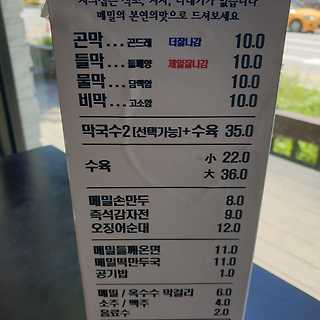 메밀의 본연의맛으로 드셔보세요
곤막... 곤드레 더잘나감 10.0
들막... 들깨향 제일잘나감 10.0
물막... 담백함 10.0
비막... 고소함 10.0
막국수2 [선택가능] + 수육 35.0
수육 小 22.0
大 36.0
메밀손만두 8.0
즉석감자전 9.0
오징어순대 12.0
메밀들깨온면 11.0
메밀떡만두국 11.0
공기밥 1.0
메밀 / 옥수수 막걸리 6.0
소주 / 맥주 4.0
음료수 2.0